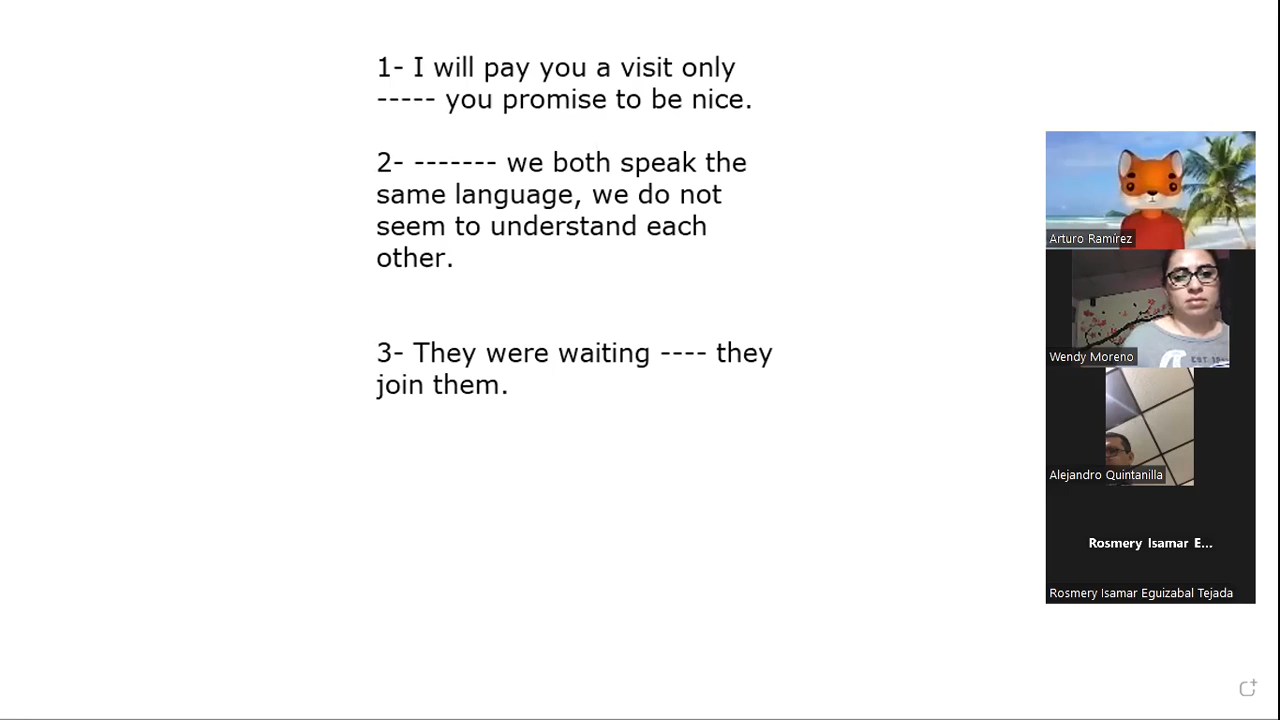 1- I will pay you a visit only
----- you promise to be nice.
2- ------- we both speak the
same language, we do not
seem to understand each
other.
3- They were waiting ---- they
join them.
Arturo Ramirez
Wendy Moreno
Alejandro Quintanilla
Rosmery Isamar E...
Rosmery Isamar Eguizabal Tejada